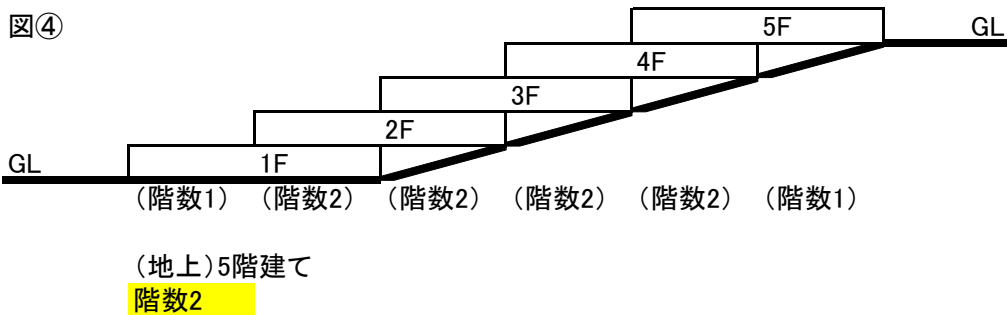 図④
5F
GL
4F
3F
2F
GL
1F
(階数1) (階数2) (階数2) (階数2) (階数2) (階数1)
(地上)5階建て
階数2